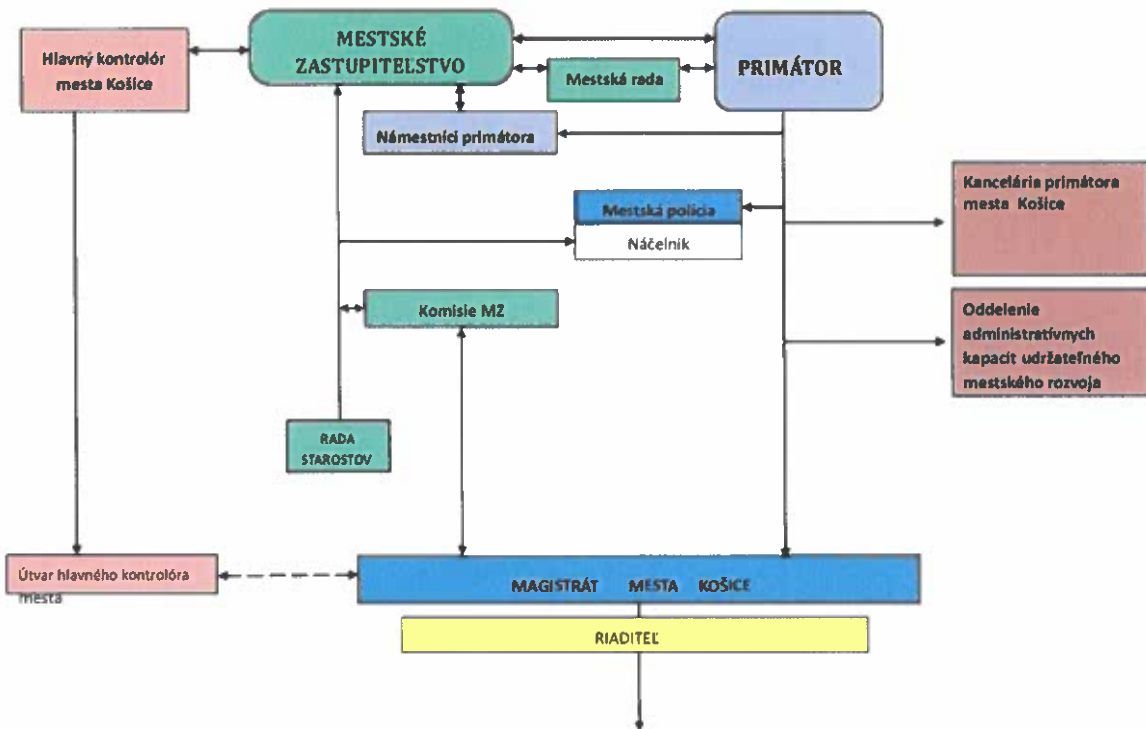 Hlavný kontrolór
mesta Košice
MESTSKÉ
ZASTUPITEĽSTVO
Mestská rada
PRIMÁTOR
Námestníci primátora
Mestská polícia
Náčelník
Kancelária primátora
mesta Košice
Komisie MZ
Oddelenie
administratívnych
kapacít udržateľného
mestského rozvoja
RADA
STAROSTOV
Útvar hlavného kontrolóra
mesta
MAGISTRÁT MESTA KOŠICE
RIADITEĽ